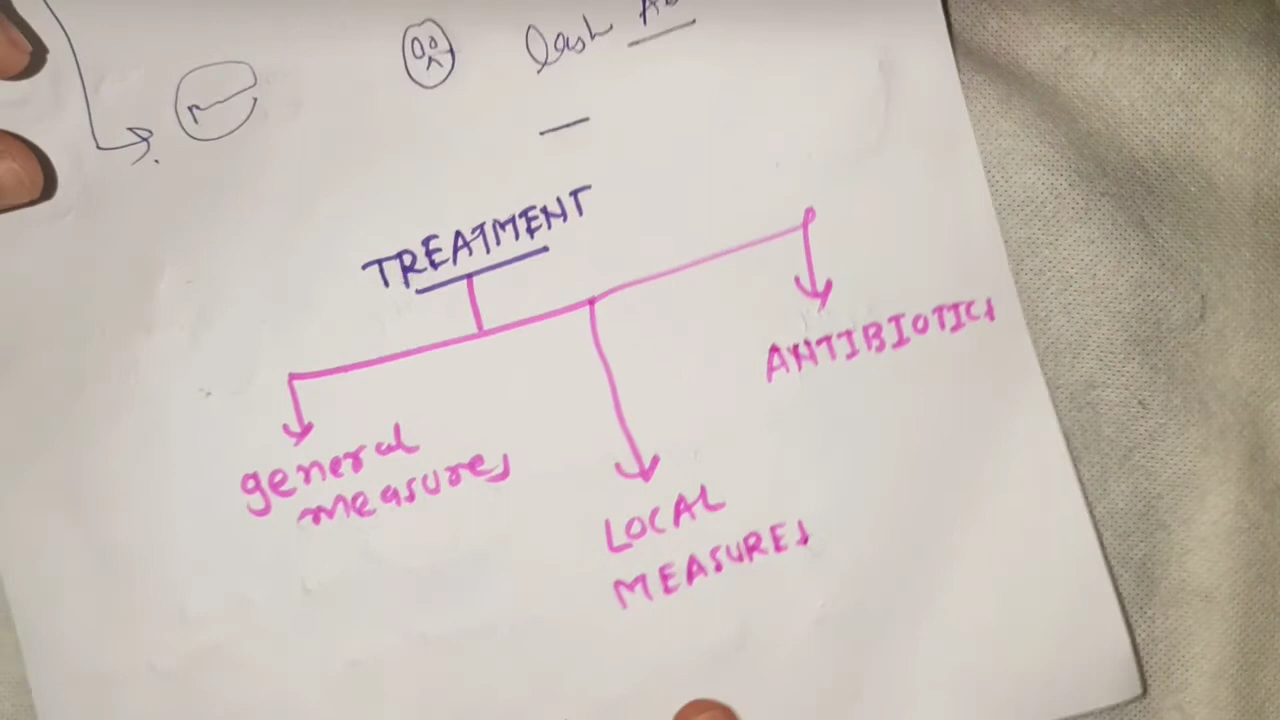 TREATMENT
general
measures
LOCAL
MEASURES
ANTIBIOTICS